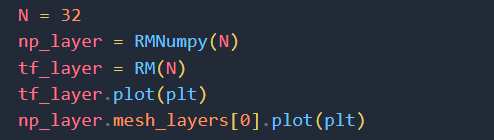 N = 32
np_layer = RMNumpy(N)
tf_layer = RM(N)
tf_layer.plot(plt)
np_layer.mesh_layers[0].plot(plt)